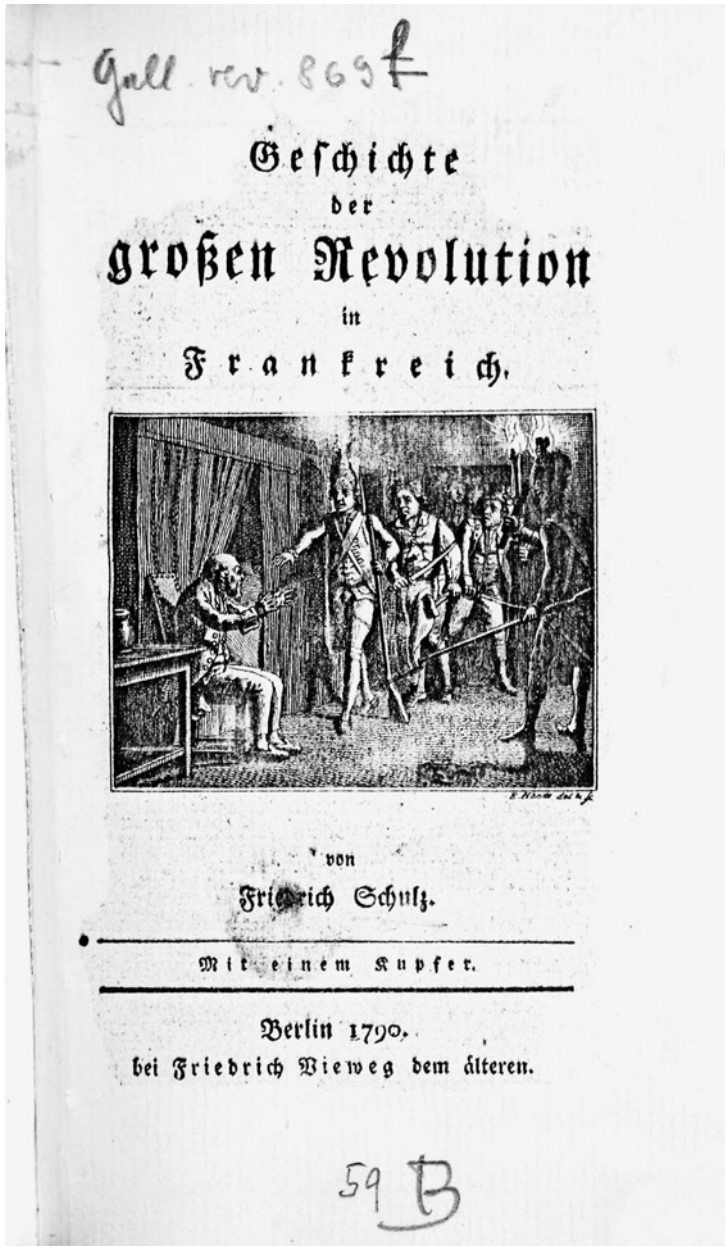 Gall. rev. 869 f
Geschichte
der
großen Revolution
in
Frankreich.
von
Friedrich Schulz.
Mit einem Kupfer.
Berlin 1790.
bei Friedrich Vieweg dem älteren.
59 B